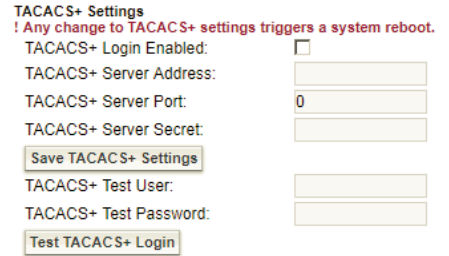 TACACS+ Settings
! Any change to TACACS+ settings triggers a system reboot.
TACACS+ Login Enabled:
TACACS+ Server Address:
TACACS+ Server Port: 0
TACACS+ Server Secret:
Save TACACS+ Settings
TACACS+ Test User:
TACACS+ Test Password:
Test TACACS+ Login